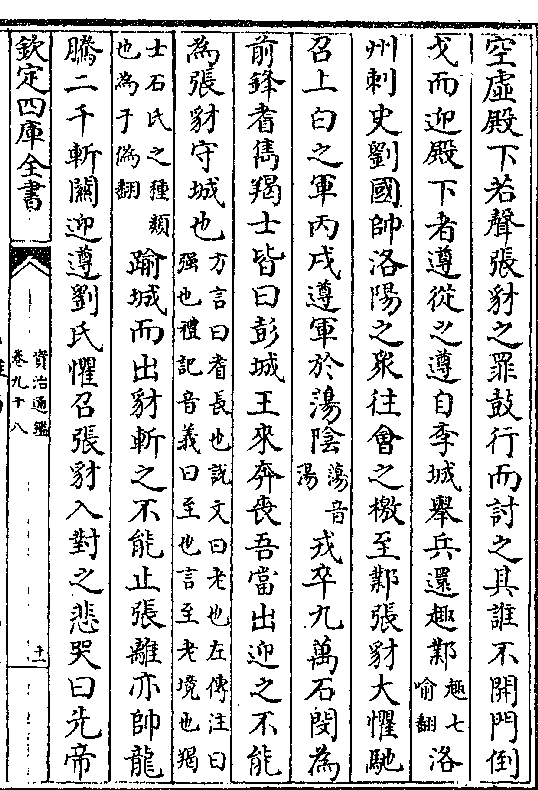 空虛殿下若聲張豺之罪鼓行而討之其誰不開門倒
戈而迎殿下者遵從之遵自李城舉兵還趣鄴趣七喻翻洛
州刺史劉國帥洛陽之衆往會之檄至鄴張豺大懼馳
召上白之軍丙戌遵軍於蕩隂蕩音湯戎卒九萬石閔為
前鋒耆雋羯士皆曰彭城王來奔喪吾當出迎之不能
為張豺守城也方言曰耆長也説文曰老也左傳注曰强也禮記音義曰至也言至老境也羯
士石氏之種類也為于偽翻踰城而出豺斬之不能止張離亦帥龍
騰二千斬關迎遵劉氏懼召張豺入對之悲哭曰先帝
欽定四庫全書
資治通鑑
卷九十八
十一